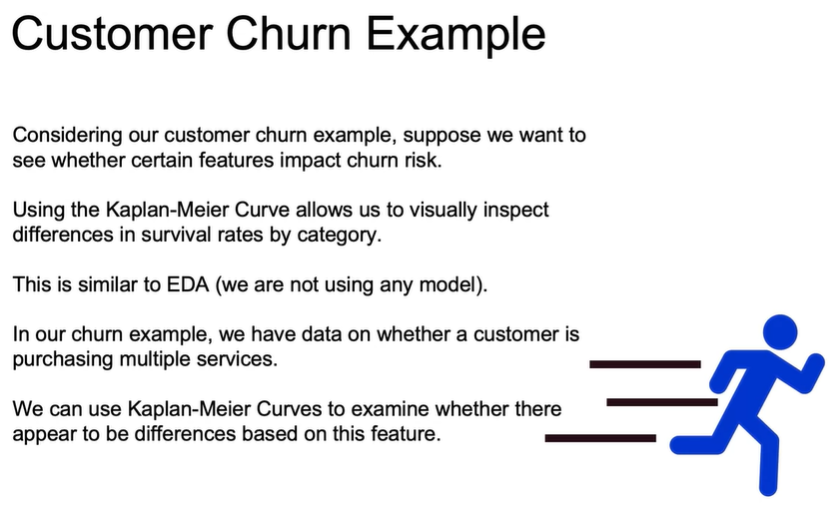 Customer Churn Example
Considering our customer churn example, suppose we want to
see whether certain features impact churn risk.
Using the Kaplan-Meier Curve allows us to visually inspect
differences in survival rates by category.
This is similar to EDA (we are not using any model).
In our churn example, we have data on whether a customer is
purchasing multiple services.
We can use Kaplan-Meier Curves to examine whether there
appear to be differences based on this feature.